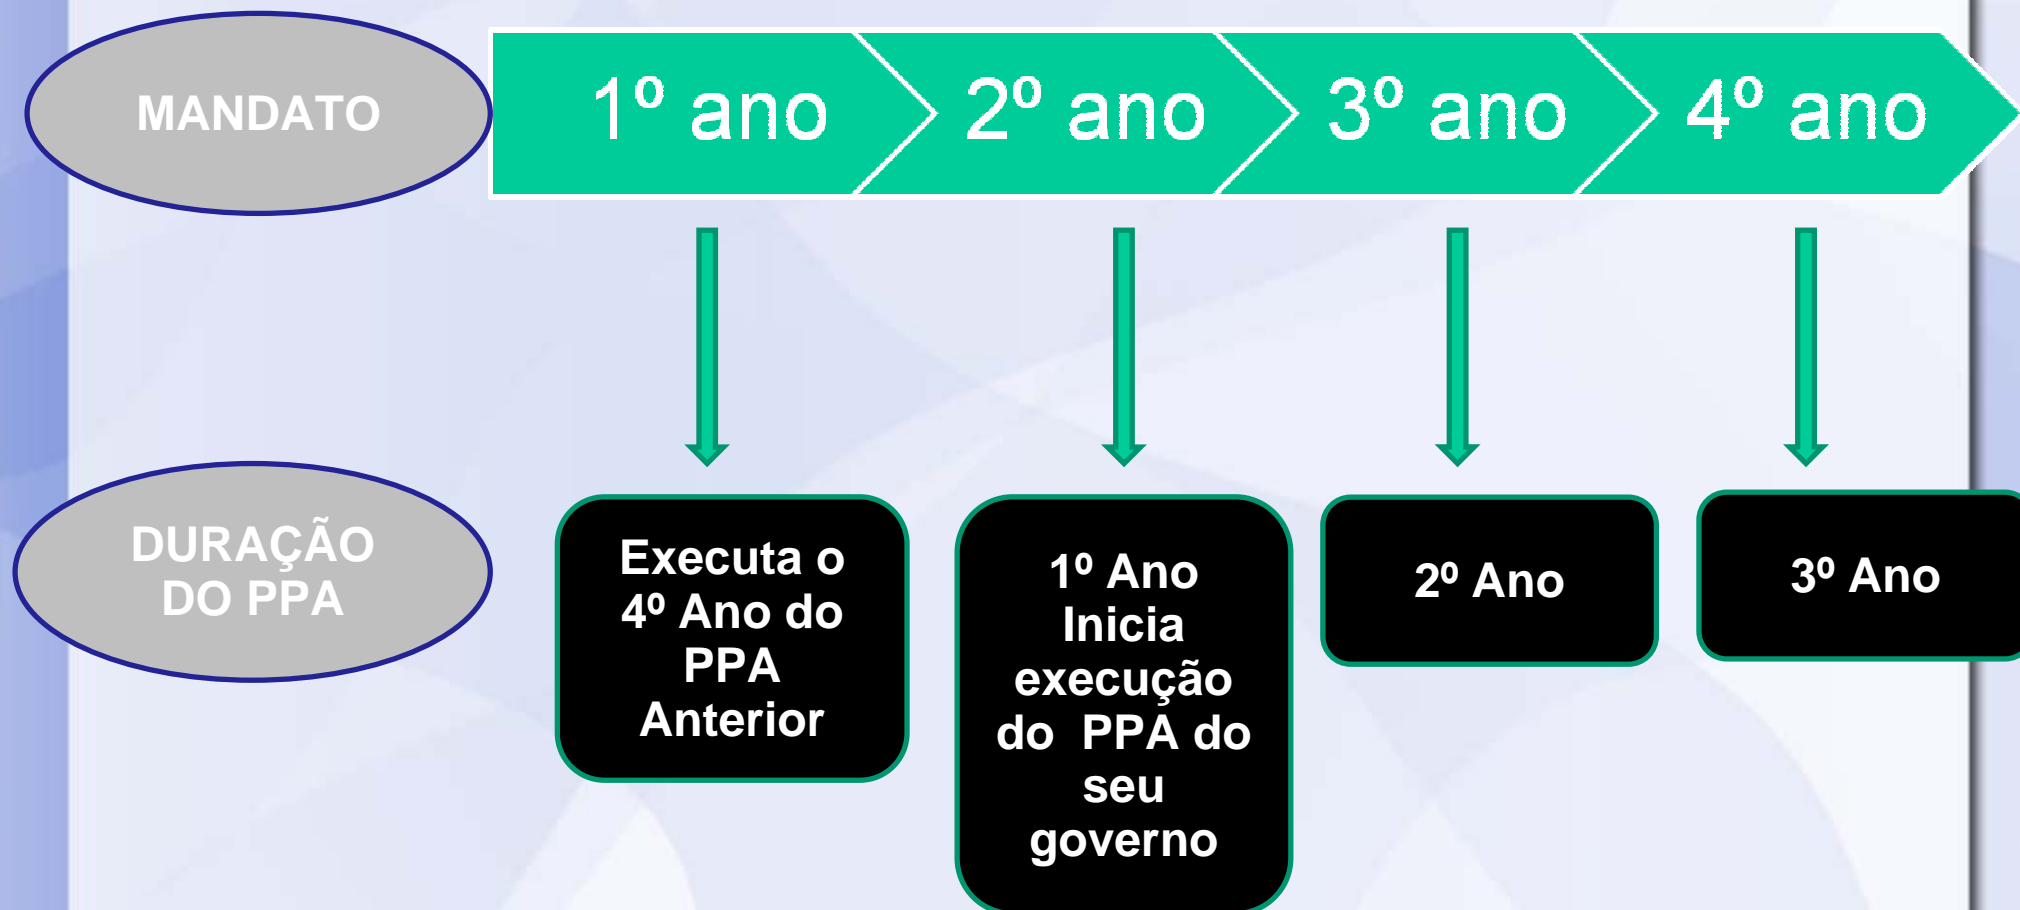 MANDATO
1º ano
2º ano
3º ano
4º ano
DURAÇÃO
DO PPA
Executa o
4º Ano do
PPA
Anterior
1º Ano
Inicia
execução
do PPA do
seu
governo
2º Ano
3º Ano